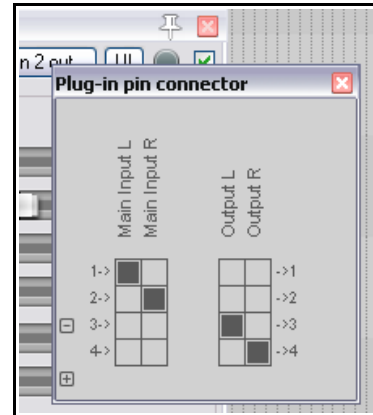 n 2 out
UI
Plug-in pin connector
Main Input L
Main Input R
Output L
Output R
1->
2->
3->
4->
->1
->2
->3
->4